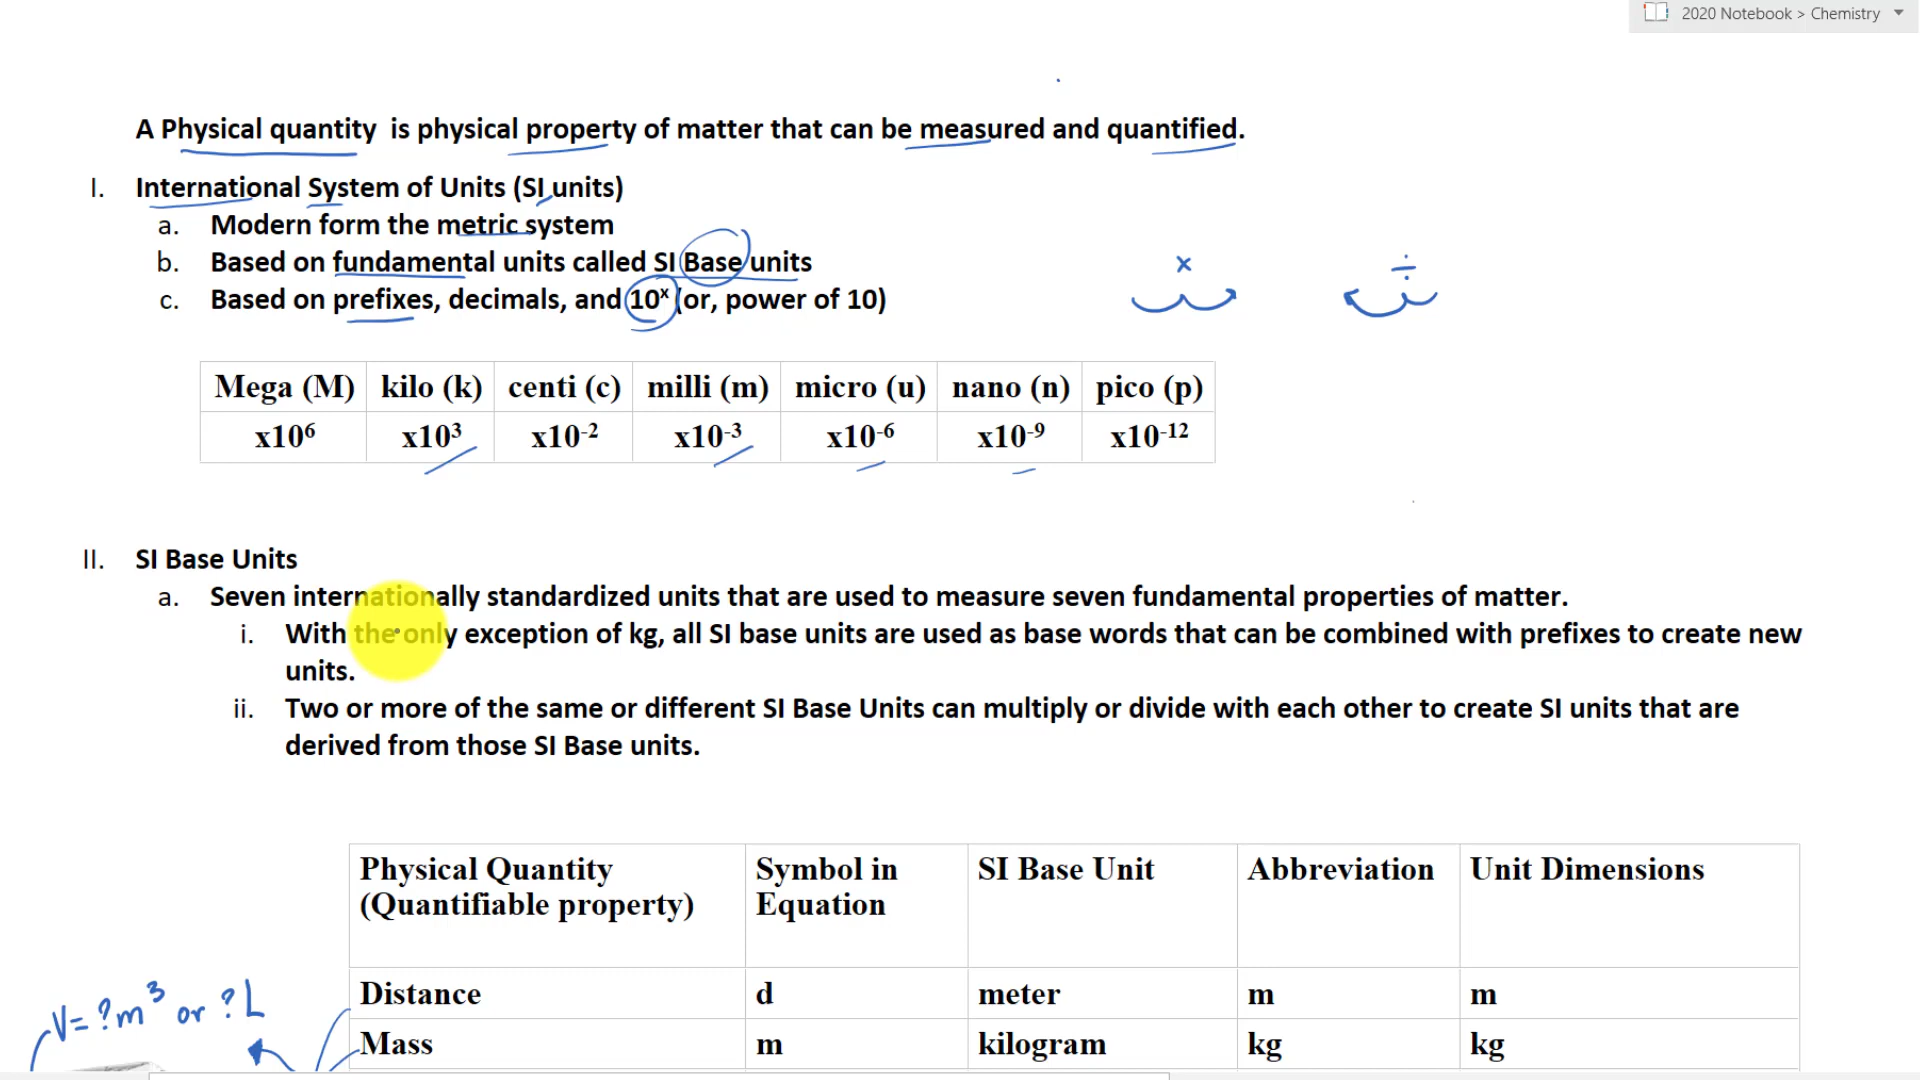 2020 Notebook > Chemistry
A Physical quantity is physical property of matter that can be measured and quantified.
I. International System of Units (SI units)
a. Modern form the metric system
b. Based on fundamental units called SI Base units
c. Based on prefixes, decimals, and 10ˣ (or, power of 10)
x ÷
Mega (M) kilo (k) centi (c) milli (m) micro (u) nano (n) pico (p)
x10⁶ x10³ x10⁻² x10⁻³ x10⁻⁶ x10⁻⁹ x10⁻¹²
II. SI Base Units
a. Seven internationally standardized units that are used to measure seven fundamental properties of matter.
i. With the only exception of kg, all SI base units are used as base words that can be combined with prefixes to create new
units.
ii. Two or more of the same or different SI Base Units can multiply or divide with each other to create SI units that are
derived from those SI Base units.
Physical Quantity Symbol in SI Base Unit Abbreviation Unit Dimensions
(Quantifiable property) Equation
Distance d meter m m
V= ?m³ or ?L
Mass m kilogram kg kg